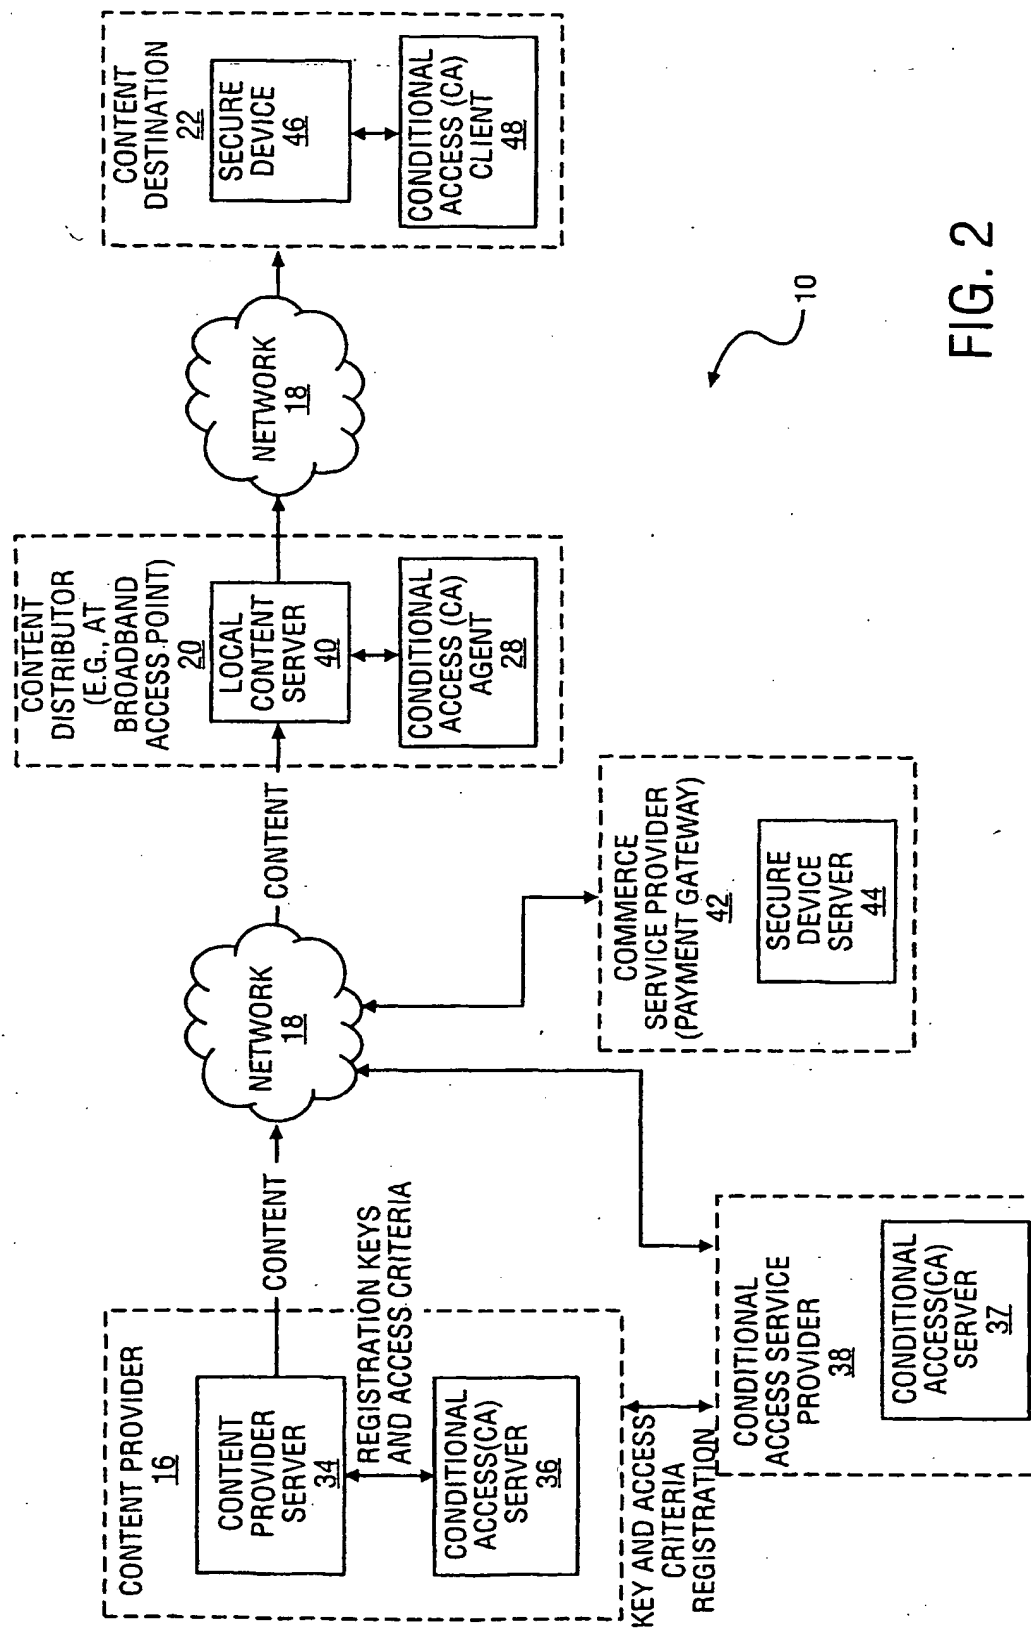 CONTENT PROVIDER
16
CONTENT
PROVIDER
SERVER
34
REGISTRATION KEYS
AND ACCESS CRITERIA
CONDITIONAL
ACCESS(CA)
SERVER
36
KEY AND ACCESS
CRITERIA
REGISTRATION
CONDITIONAL
ACCESS SERVICE
PROVIDER
38
CONDITIONAL
ACCESS(CA)
SERVER
37
CONTENT
NETWORK
18
COMMERCE
SERVICE PROVIDER
(PAYMENT GATEWAY)
42
SECURE
DEVICE
SERVER
44
CONTENT
CONTENT
DISTRIBUTOR
(E.G., AT
BROADBAND
ACCESS POINT)
20
LOCAL
CONTENT
SERVER
40
CONDITIONAL
ACCESS (CA)
AGENT
28
NETWORK
18
CONTENT
DESTINATION
22
SECURE
DEVICE
46
CONDITIONAL
ACCESS (CA)
CLIENT
48
10
FIG. 2